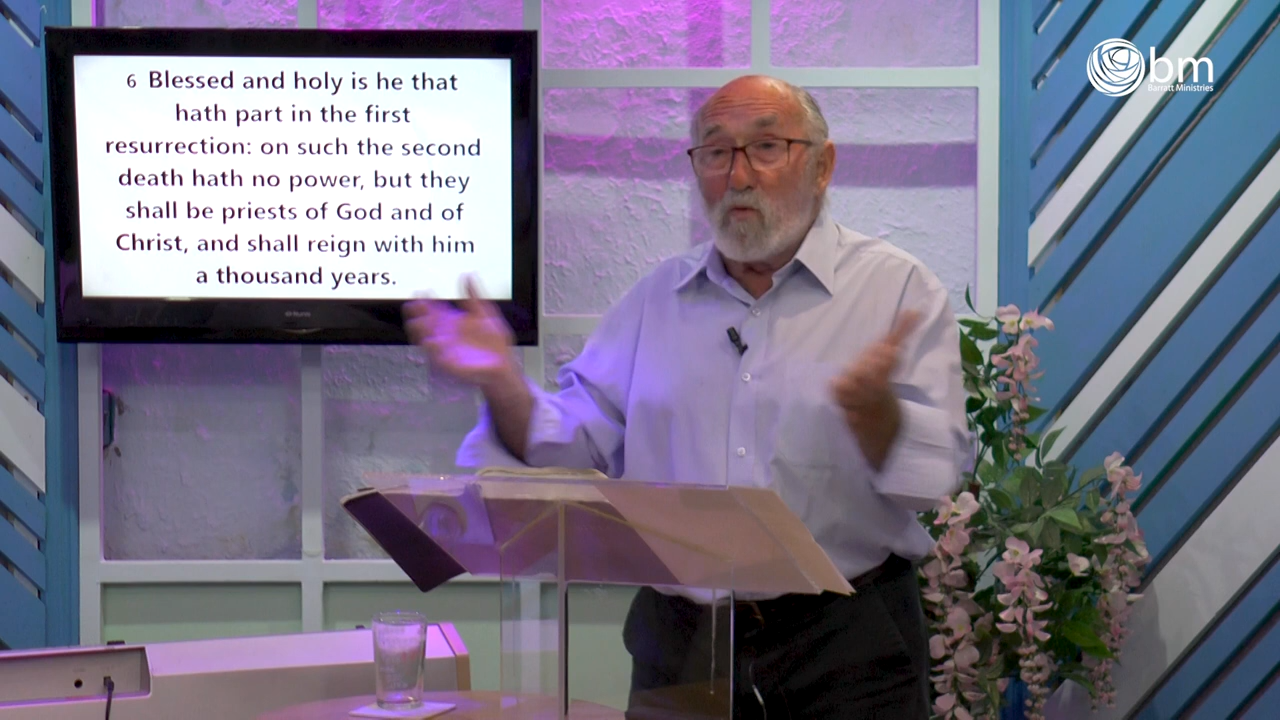 6 Blessed and holy is he that
hath part in the first
resurrection: on such the second
death hath no power, but they
shall be priests of God and of
Christ, and shall reign with him
a thousand years.
bm
Barratt Ministries